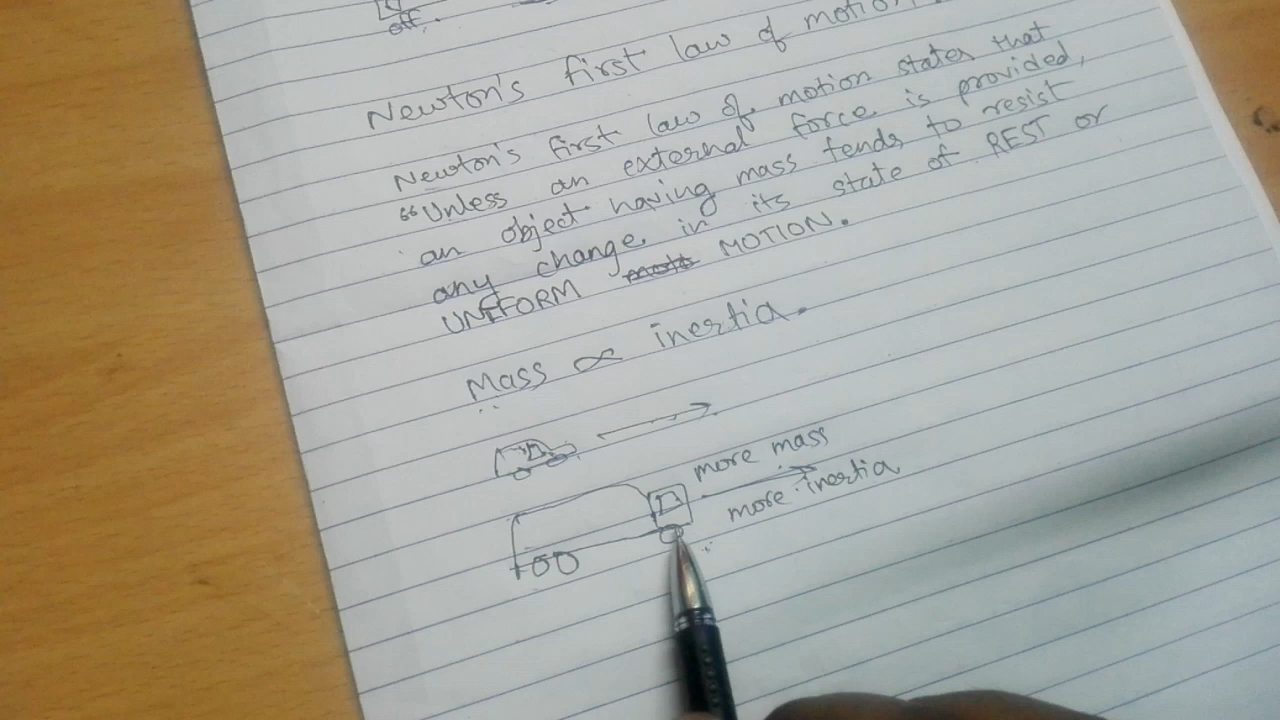 off.
Newton's first law of motion.
Newton's first law of motion states that
"Unless an external force is provided,
an object having mass tends to resist
any change in its state of REST or
UNIFORM MOTION.
Mass ∝ inertia.
more mass
more inertia